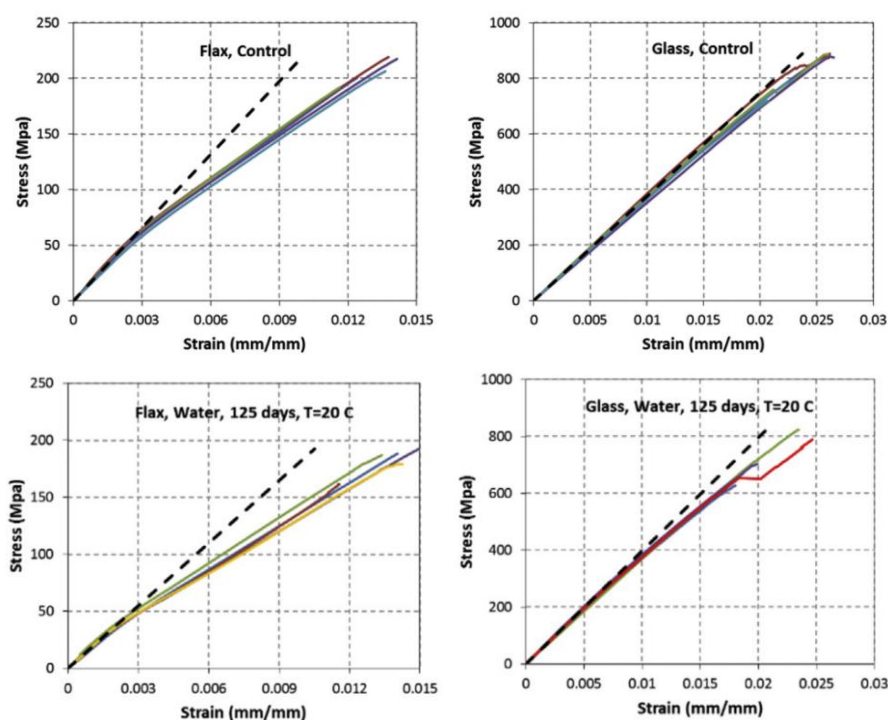 250
200
150
100
50
0
Stress (Mpa)
Flax, Control
0 0.003 0.006 0.009 0.012 0.015
Strain (mm/mm)
1000
800
600
400
200
0
Stress (Mpa)
Glass, Control
0 0.005 0.01 0.015 0.02 0.025 0.03
Strain (mm/mm)
250
200
150
100
50
0
Stress (Mpa)
Flax, Water, 125 days, T=20 C
0 0.003 0.006 0.009 0.012 0.015
Strain (mm/mm)
1000
800
600
400
200
0
Stress (Mpa)
Glass, Water, 125 days, T=20 C
0 0.005 0.01 0.015 0.02 0.025 0.03
Strain (mm/mm)